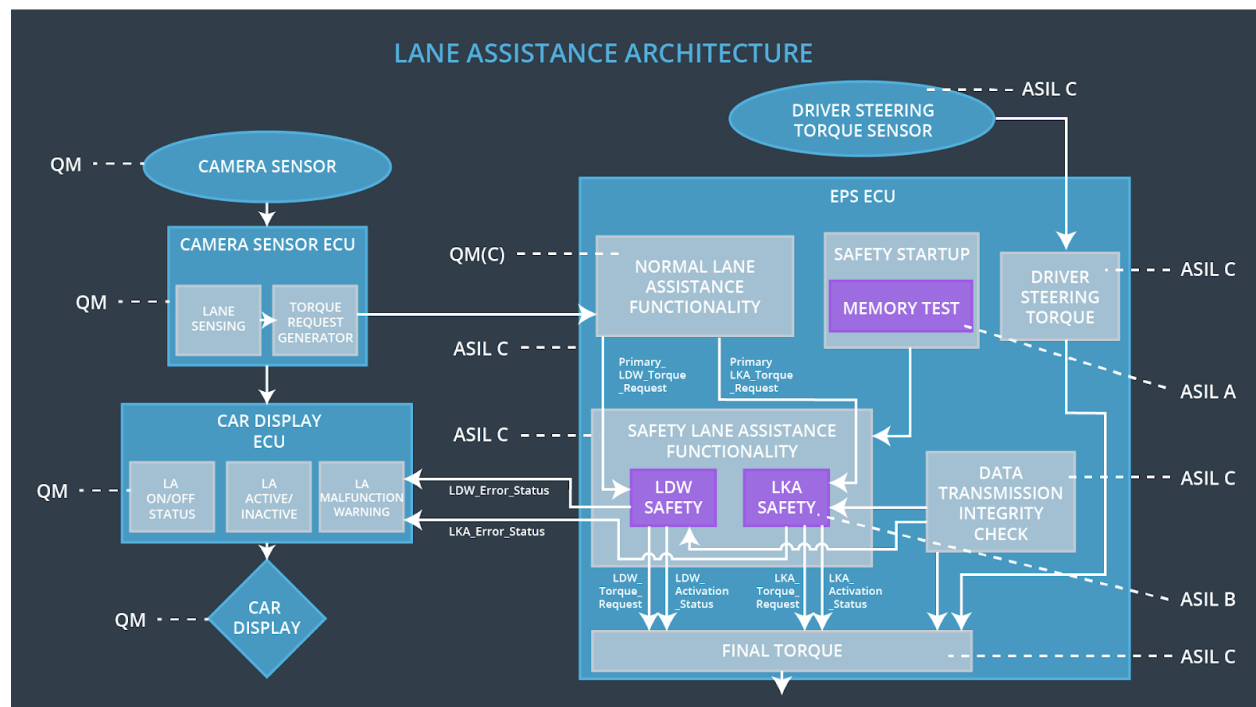 LANE ASSISTANCE ARCHITECTURE
ASIL C
DRIVER STEERING
TORQUE SENSOR
QM
CAMERA SENSOR
EPS ECU
CAMERA SENSOR ECU
QM(C)
NORMAL LANE
ASSISTANCE
FUNCTIONALITY
SAFETY STARTUP
MEMORY TEST
DRIVER
STEERING
TORQUE
ASIL C
QM
LANE
SENSING
TORQUE
REQUEST
GENERATOR
ASIL C
Primary_
LDW_Torque
_Request
Primary
LKA_Torque
_Request
ASIL A
CAR DISPLAY
ECU
ASIL C
SAFETY LANE ASSISTANCE
FUNCTIONALITY
QM
LA
ON/OFF
STATUS
LA
ACTIVE/
INACTIVE
LA
MALFUNCTION
WARNING
LDW_Error_Status
LKA_Error_Status
LDW
SAFETY
LKA
SAFETY
DATA
TRANSMISSION
INTEGRITY
CHECK
ASIL C
LDW_
Torque_
Request
LDW_
Activation
_Status
LKA_
Torque_
Request
LKA_
Activation
_Status
ASIL B
QM
CAR
DISPLAY
FINAL TORQUE
ASIL C